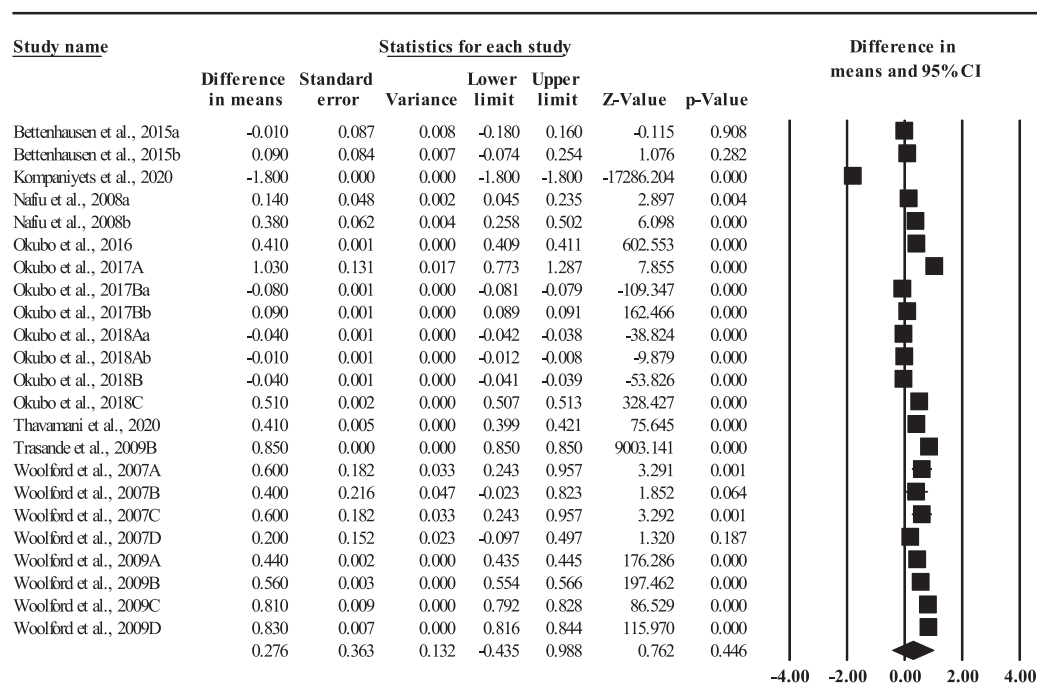 Study name Statistics for each study Difference in means and 95% CI
Difference in means Standard error Variance Lower limit Upper limit Z-Value p-Value
Bettenhausen et al., 2015a -0.010 0.087 0.008 -0.180 0.160 -0.115 0.908
Bettenhausen et al., 2015b 0.090 0.084 0.007 -0.074 0.254 1.076 0.282
Kompaniyets et al., 2020 -1.800 0.000 0.000 -1.800 -1.800 -17286.204 0.000
Nafiu et al., 2008a 0.140 0.048 0.002 0.045 0.235 2.897 0.004
Nafiu et al., 2008b 0.380 0.062 0.004 0.258 0.502 6.098 0.000
Okubo et al., 2016 0.410 0.001 0.000 0.409 0.411 602.553 0.000
Okubo et al., 2017A 1.030 0.131 0.017 0.773 1.287 7.855 0.000
Okubo et al., 2017Ba -0.080 0.001 0.000 -0.081 -0.079 -109.347 0.000
Okubo et al., 2017Bb 0.090 0.001 0.000 0.089 0.091 162.466 0.000
Okubo et al., 2018Aa -0.040 0.001 0.000 -0.042 -0.038 -38.824 0.000
Okubo et al., 2018Ab -0.010 0.001 0.000 -0.012 -0.008 -9.879 0.000
Okubo et al., 2018B -0.040 0.001 0.000 -0.041 -0.039 -53.826 0.000
Okubo et al., 2018C 0.510 0.002 0.000 0.507 0.513 328.427 0.000
Thavamani et al., 2020 0.410 0.005 0.000 0.399 0.421 75.645 0.000
Trasande et al., 2009B 0.850 0.000 0.000 0.850 0.850 9003.141 0.000
Woolford et al., 2007A 0.600 0.182 0.033 0.243 0.957 3.291 0.001
Woolford et al., 2007B 0.400 0.216 0.047 -0.023 0.823 1.852 0.064
Woolford et al., 2007C 0.600 0.182 0.033 0.243 0.957 3.292 0.001
Woolford et al., 2007D 0.200 0.152 0.023 -0.097 0.497 1.320 0.187
Woolford et al., 2009A 0.440 0.002 0.000 0.435 0.445 176.286 0.000
Woolford et al., 2009B 0.560 0.003 0.000 0.554 0.566 197.462 0.000
Woolford et al., 2009C 0.810 0.009 0.000 0.792 0.828 86.529 0.000
Woolford et al., 2009D 0.830 0.007 0.000 0.816 0.844 115.970 0.000
0.276 0.363 0.132 -0.435 0.988 0.762 0.446
-4.00 -2.00 0.00 2.00 4.00